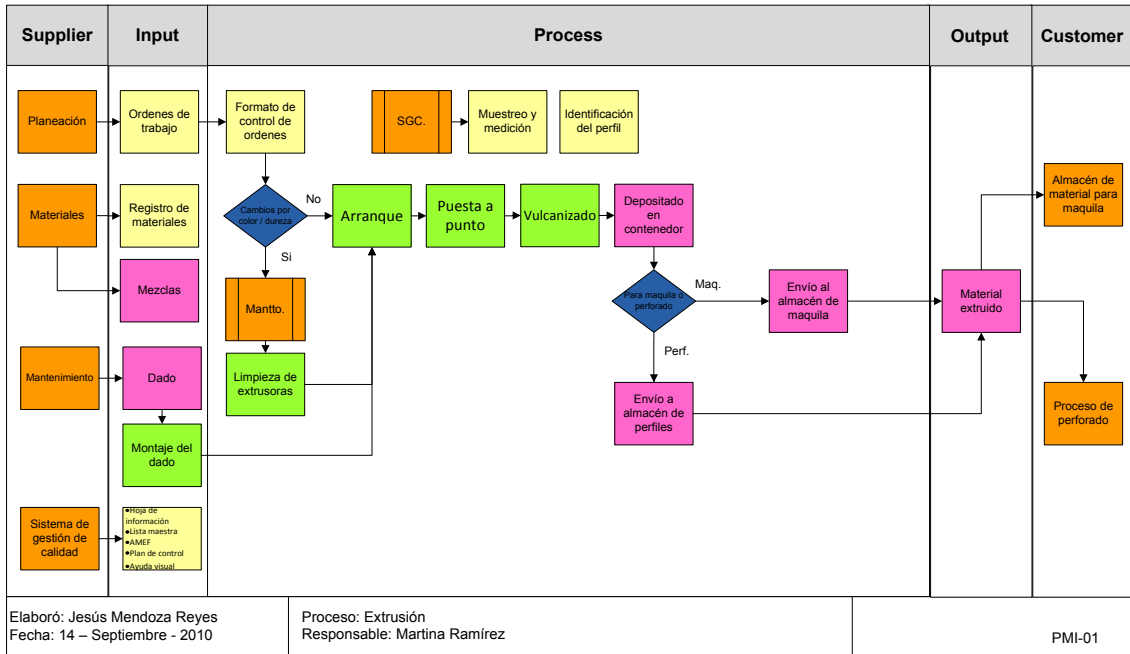 Supplier
Input
Process
Output
Customer
Planeación
Ordenes de
trabajo
Formato de
control de
ordenes
SGC.
Muestreo y
medición
Identificación
del perfil
Materiales
Registro de
materiales
Cambios por
color / dureza
No
Si
Arranque
Puesta a
punto
Vulcanizado
Depositado
en
contenedor
Almacén de
material para
maquila
Mezclas
Mantto.
Para maquila o
perforado
Maq.
Perf.
Envío al
almacén de
maquila
Material
extruido
Mantenimiento
Dado
Limpieza de
extrusoras
Envío a
almacén de
perfiles
Proceso de
perforado
Montaje del
dado
Sistema de
gestión de
calidad
•Hoja de
información
•Lista maestra
•AMEF
•Plan de control
•Ayuda visual
Elaboró: Jesús Mendoza Reyes
Fecha: 14 – Septiembre - 2010
Proceso: Extrusión
Responsable: Martina Ramírez
PMI-01